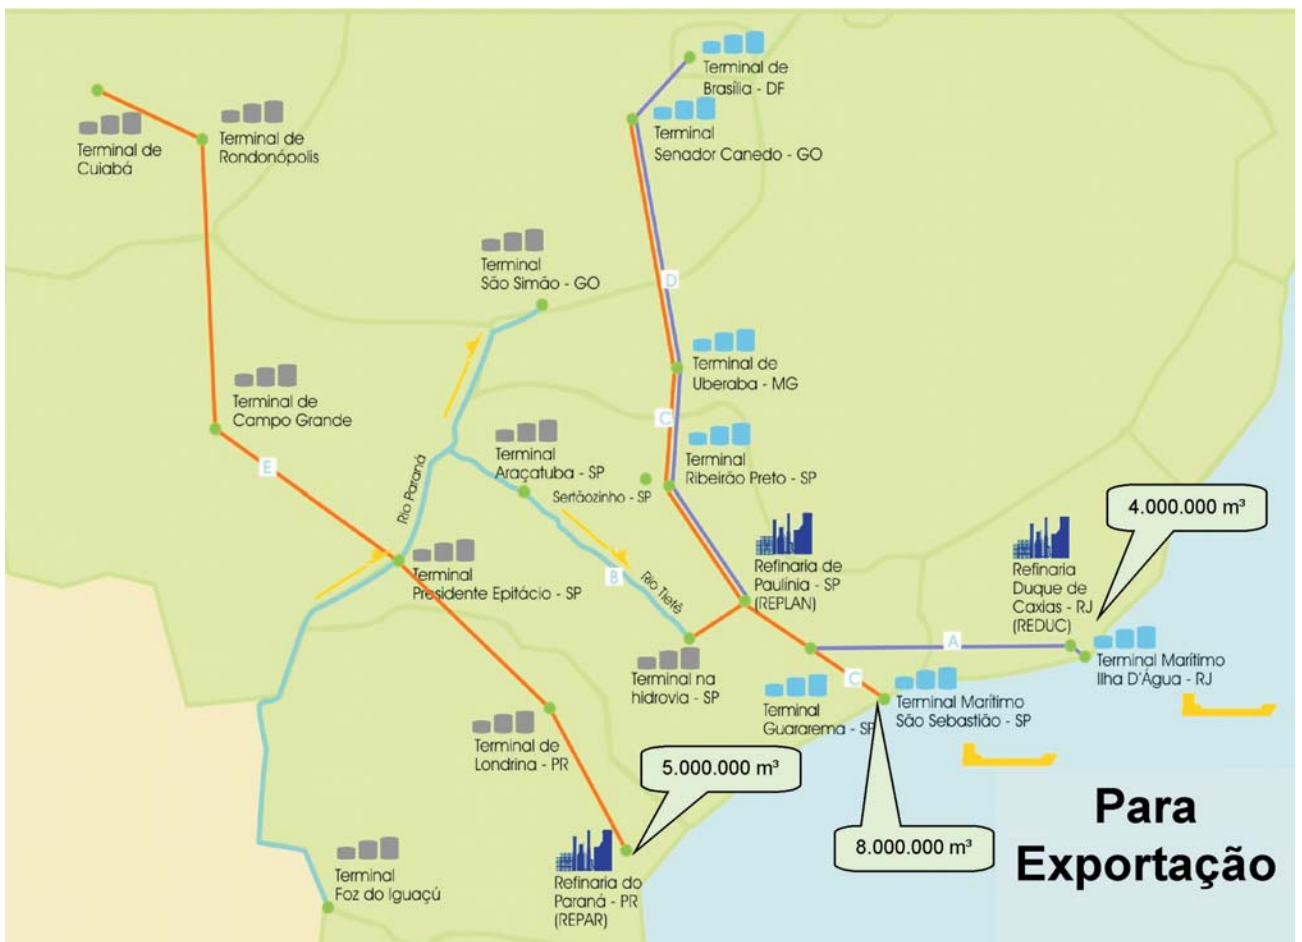 Terminal de
Brasília - DF
Terminal
Senador Canedo - GO
Terminal de
Cuiabá
Terminal de
Rondonópolis
Terminal
São Simão - GO
D
Terminal de
Uberaba - MG
Terminal de
Campo Grande
C
Terminal
Araçatuba - SP
Terminal
Ribeirão Preto - SP
E
Rio Paraná
Sertãozinho - SP
4.000.000 m³
Terminal
Presidente Epitácio - SP
B
Rio Tietê
Refinaria de
Paulínia - SP
(REPLAN)
Refinaria
Duque de
Caxias - RJ
(REDUC)
A
Terminal Marítimo
Ilha D'Água - RJ
Terminal na
hidrovia - SP
C
Terminal
Guararema - SP
Terminal Marítimo
São Sebastião - SP
Terminal de
Londrina - PR
5.000.000 m³
8.000.000 m³
Para
Exportação
Terminal
Foz do Iguaçú
Refinaria do
Paraná - PR
(REPAR)